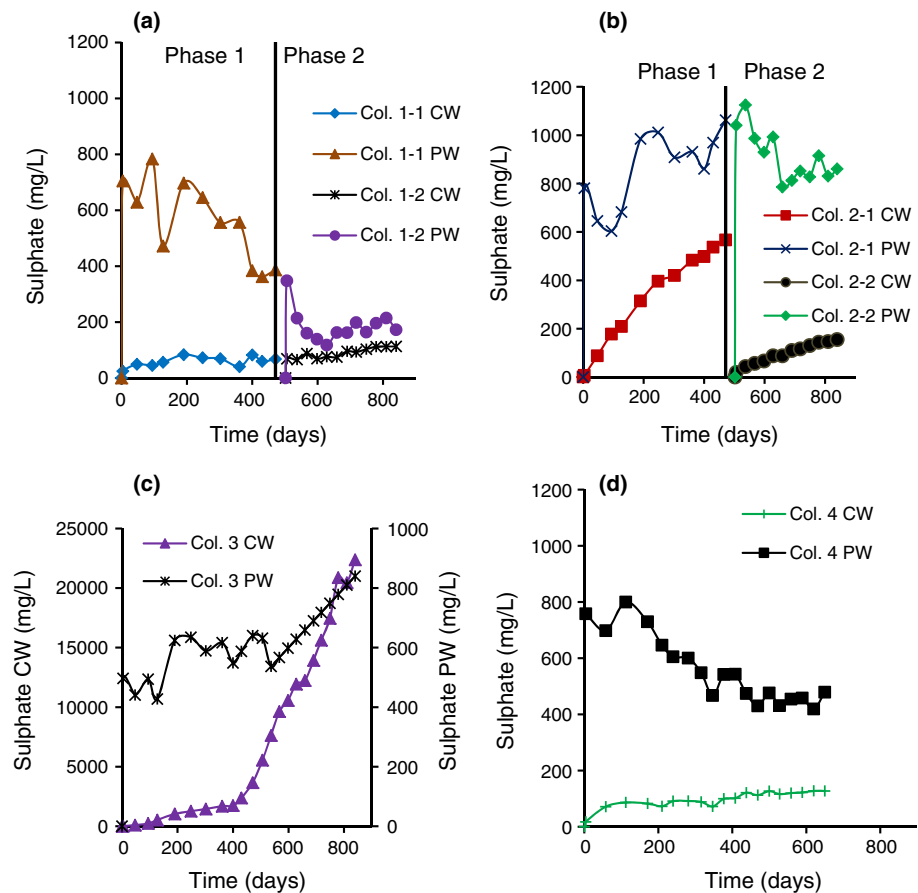 (a)
1200
1000
800
600
400
200
0
Sulphate (mg/L)
Phase 1 Phase 2
Col. 1-1 CW
Col. 1-1 PW
Col. 1-2 CW
Col. 1-2 PW
0 200 400 600 800
Time (days)
(b)
1200
1000
800
600
400
200
0
Sulphate (mg/L)
Phase 1 Phase 2
Col. 2-1 CW
Col. 2-1 PW
Col. 2-2 CW
Col. 2-2 PW
0 200 400 600 800
Time (days)
(c)
25000
20000
15000
10000
5000
0
Sulphate CW (mg/L)
Col. 3 CW
Col. 3 PW
1000
800
600
400
200
0
Sulphate PW (mg/L)
0 200 400 600 800
Time (days)
(d)
1200
1000
800
600
400
200
0
Sulphate (mg/L)
Col. 4 CW
Col. 4 PW
0 200 400 600 800
Time (days)